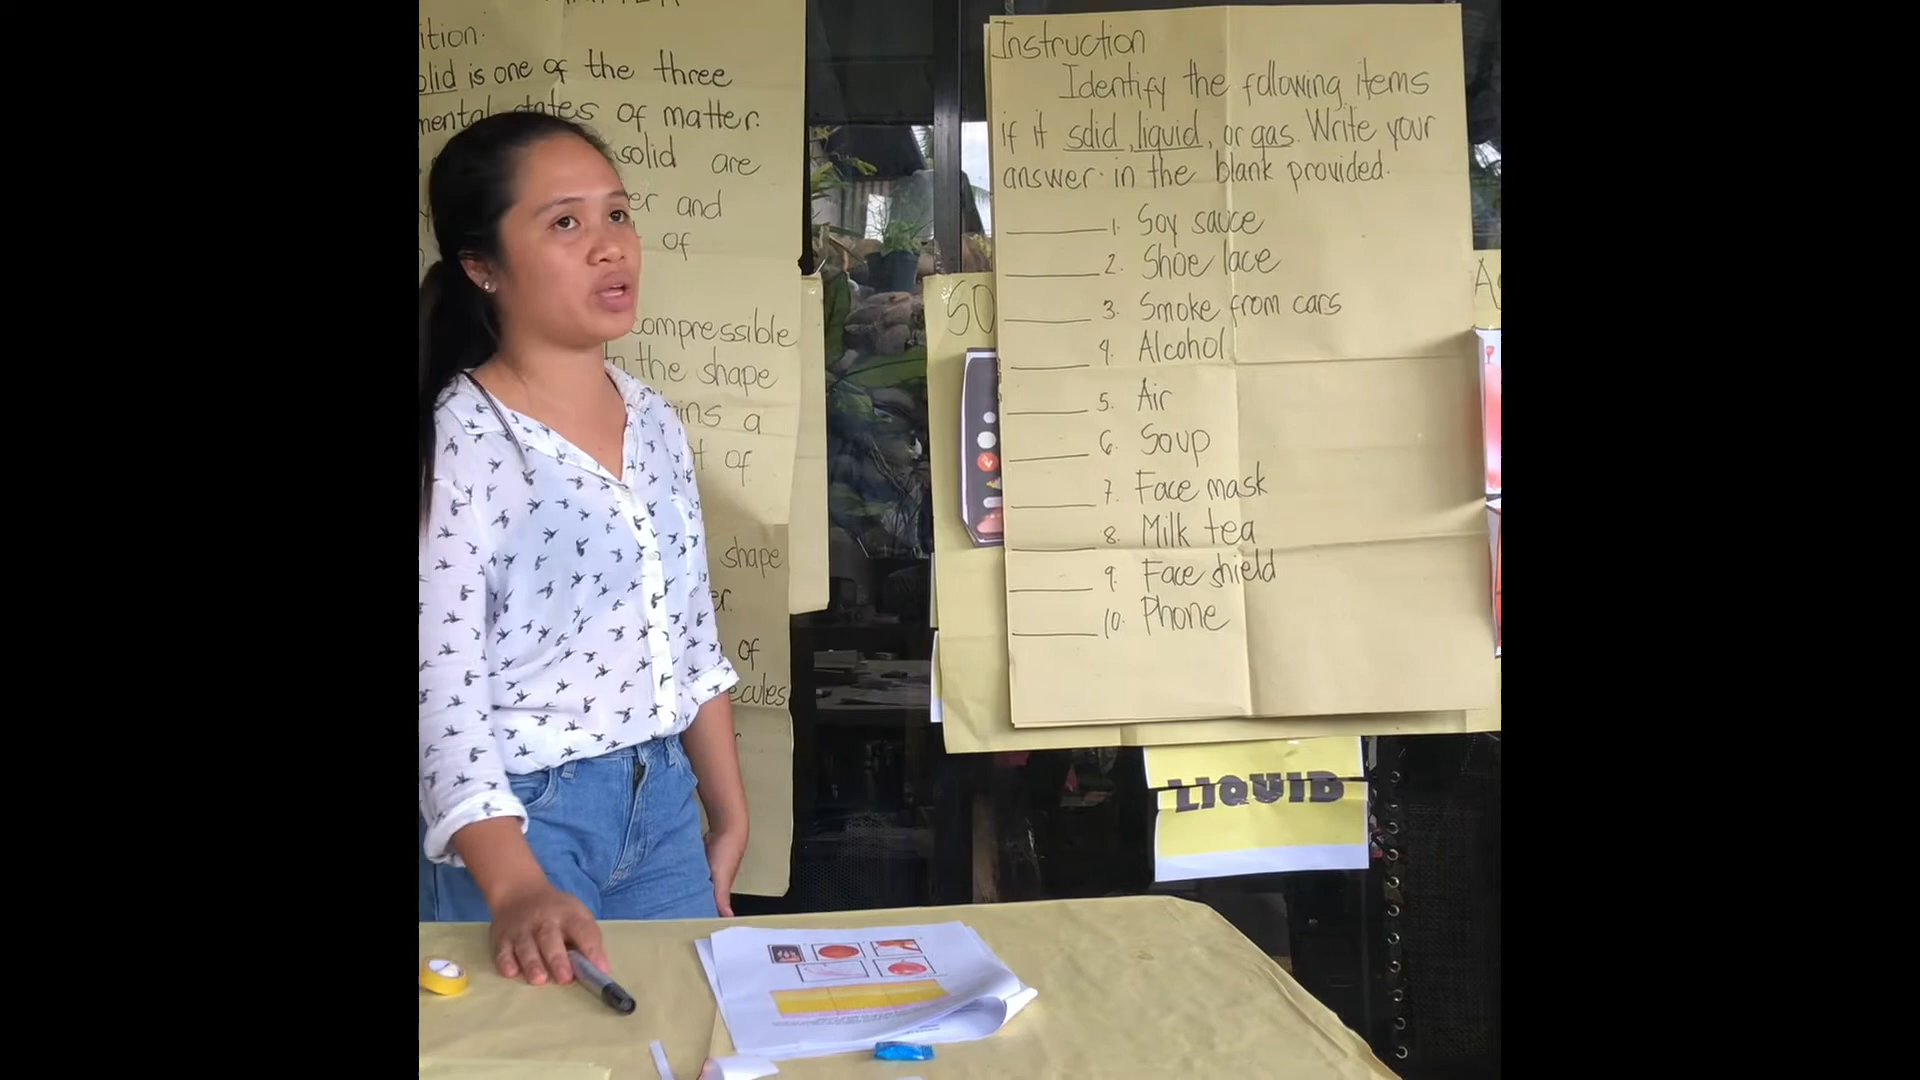 ition:
olid is one of the three
mental states of matter.
solid are
er and
of
compressible
the shape
ins a
of
shape
er.
of
ecules
Instruction
Identify the following items
if it solid, liquid, or gas. Write your
answer in the blank provided.
1. Soy sauce
2. Shoe lace
3. Smoke from cars
4. Alcohol
5. Air
6. Soup
7. Face mask
8. Milk tea
9. Face shield
10. Phone
SO
LIQUID